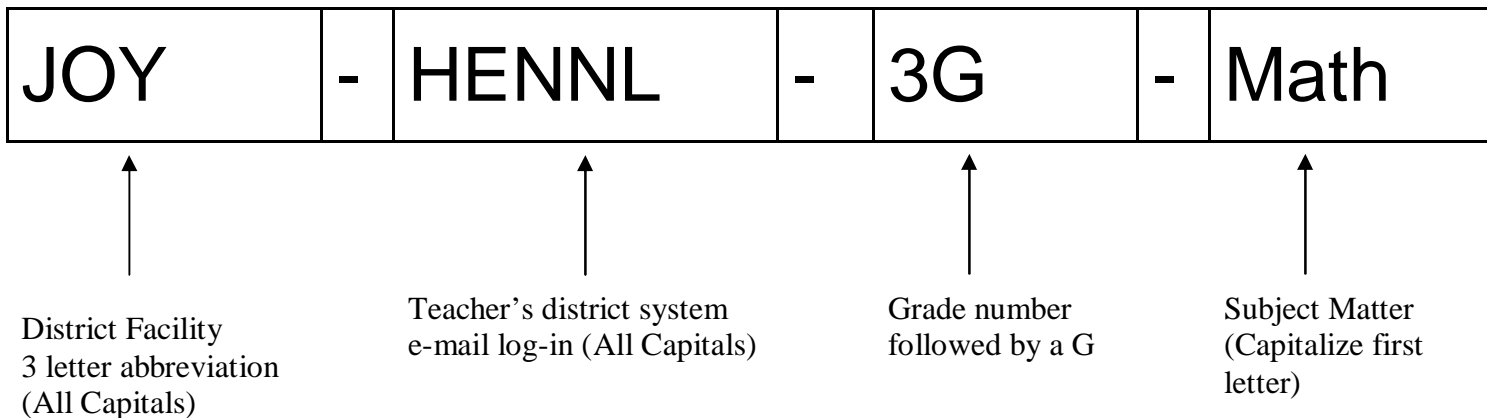 JOY - HENNL - 3G - Math
District Facility
3 letter abbreviation
(All Capitals)
Teacher’s district system
e-mail log-in (All Capitals)
Grade number
followed by a G
Subject Matter
(Capitalize first
letter)